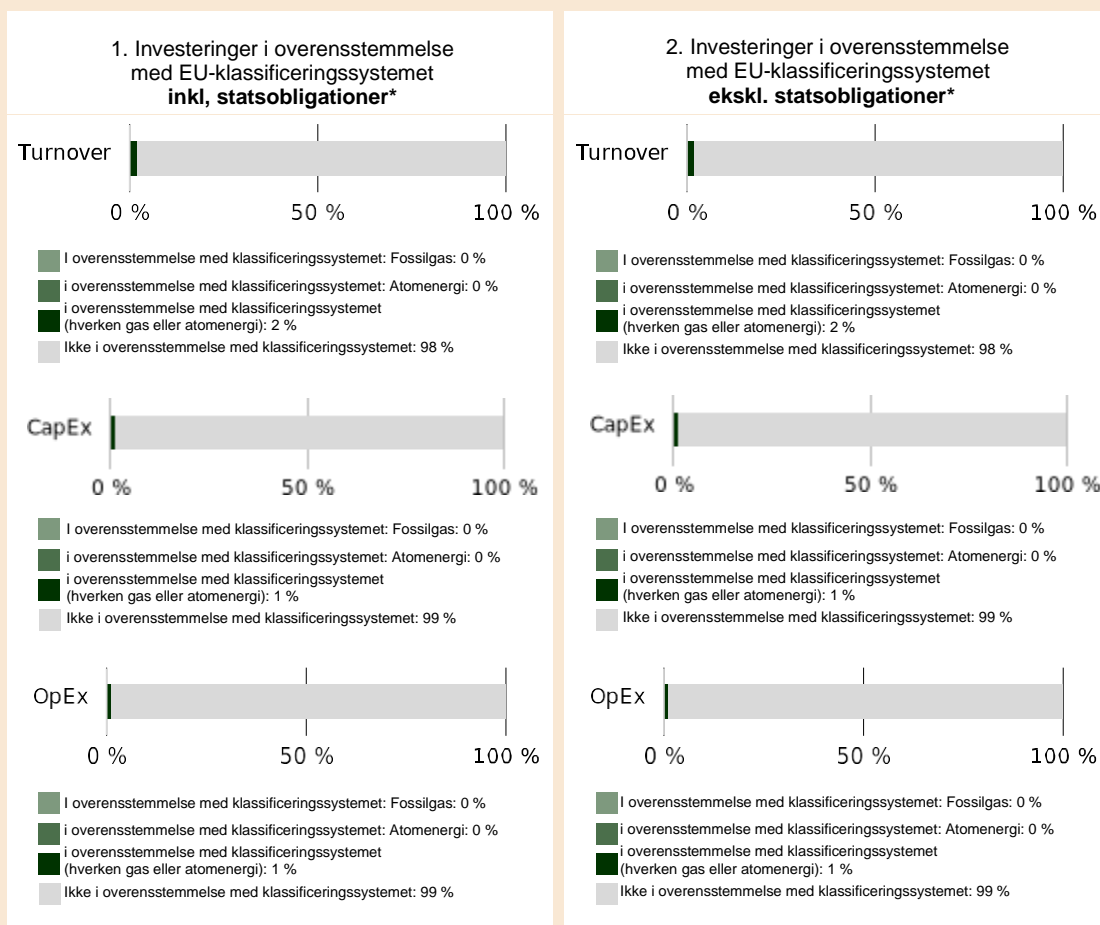 1. Investeringer i overensstemmelse
med EU-klassificeringssystemet
inkl, statsobligationer*
Turnover
0 %
50 %
100 %
I overensstemmelse med klassificeringssystemet: Fossilgas: 0 %
i overensstemmelse med klassificeringssystemet: Atomenergi: 0 %
i overensstemmelse med klassificeringssystemet
(hverken gas eller atomenergi): 2 %
Ikke i overensstemmelse med klassificeringssystemet: 98 %
CapEx
0 %
50 %
100 %
I overensstemmelse med klassificeringssystemet: Fossilgas: 0 %
i overensstemmelse med klassificeringssystemet: Atomenergi: 0 %
i overensstemmelse med klassificeringssystemet
(hverken gas eller atomenergi): 1 %
Ikke i overensstemmelse med klassificeringssystemet: 99 %
OpEx
0 %
50 %
100 %
I overensstemmelse med klassificeringssystemet: Fossilgas: 0 %
i overensstemmelse med klassificeringssystemet: Atomenergi: 0 %
i overensstemmelse med klassificeringssystemet
(hverken gas eller atomenergi): 1 %
Ikke i overensstemmelse med klassificeringssystemet: 99 %
2. Investeringer i overensstemmelse
med EU-klassificeringssystemet
ekskl. statsobligationer*
Turnover
0 %
50 %
100 %
I overensstemmelse med klassificeringssystemet: Fossilgas: 0 %
i overensstemmelse med klassificeringssystemet: Atomenergi: 0 %
i overensstemmelse med klassificeringssystemet
(hverken gas eller atomenergi): 2 %
Ikke i overensstemmelse med klassificeringssystemet: 98 %
CapEx
0 %
50 %
100 %
I overensstemmelse med klassificeringssystemet: Fossilgas: 0 %
i overensstemmelse med klassificeringssystemet: Atomenergi: 0 %
i overensstemmelse med klassificeringssystemet
(hverken gas eller atomenergi): 1 %
Ikke i overensstemmelse med klassificeringssystemet: 99 %
OpEx
0 %
50 %
100 %
I overensstemmelse med klassificeringssystemet: Fossilgas: 0 %
i overensstemmelse med klassificeringssystemet: Atomenergi: 0 %
i overensstemmelse med klassificeringssystemet
(hverken gas eller atomenergi): 1 %
Ikke i overensstemmelse med klassificeringssystemet: 99 %